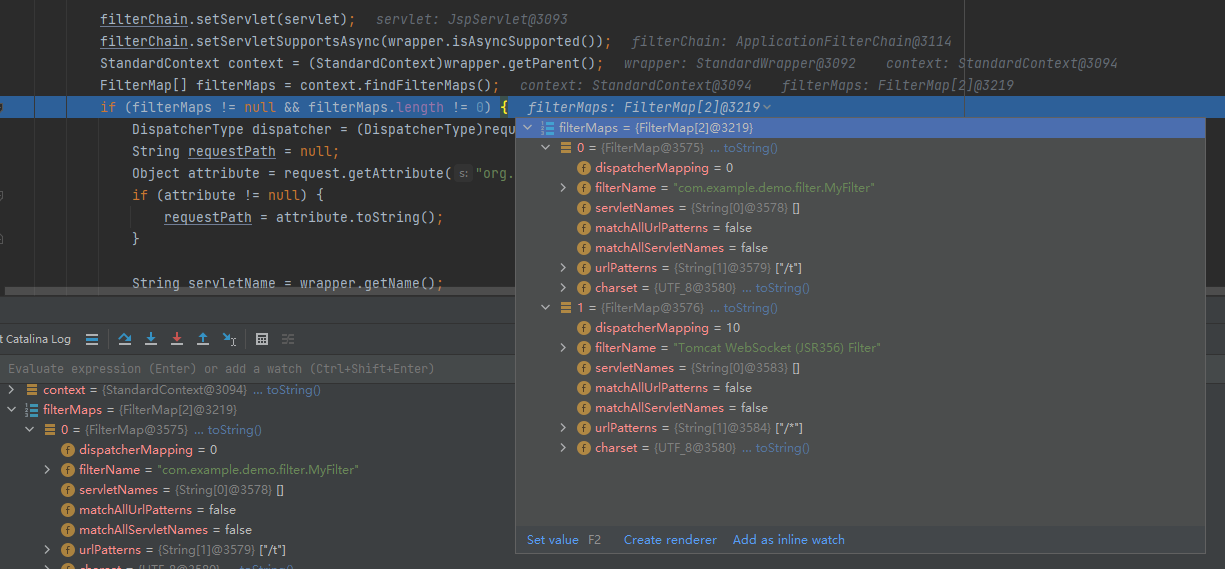 filterChain.setServlet(servlet);   servlet: JspServlet@3093
filterChain.setServletSupportsAsync(wrapper.isAsyncSupported());   filterChain: ApplicationFilterChain@3114
StandardContext context = (StandardContext)wrapper.getParent();   wrapper: StandardWrapper@3092   context: StandardContext@3094
FilterMap[] filterMaps = context.findFilterMaps();   context: StandardContext@3094   filterMaps: FilterMap[2]@3219
if (filterMaps != null && filterMaps.length != 0) {   filterMaps: FilterMap[2]@3219
DispatcherType dispatcher = (DispatcherType)requ
String requestPath = null;
Object attribute = request.getAttribute( s: "org.
if (attribute != null) {
requestPath = attribute.toString();
}
String servletName = wrapper.getName();
filterMaps = {FilterMap[2]@3219}
0 = {FilterMap@3575} ... toString()
dispatcherMapping = 0
filterName = "com.example.demo.filter.MyFilter"
servletNames = {String[0]@3578} []
matchAllUrlPatterns = false
matchAllServletNames = false
urlPatterns = {String[1]@3579} ["/t"]
charset = {UTF_8@3580} ... toString()
1 = {FilterMap@3576} ... toString()
dispatcherMapping = 10
filterName = "Tomcat WebSocket (JSR356) Filter"
servletNames = {String[0]@3583} []
matchAllUrlPatterns = false
matchAllServletNames = false
urlPatterns = {String[1]@3584} ["/*"]
charset = {UTF_8@3580} ... toString()
Set value F2   Create renderer   Add as inline watch
t Catalina Log
Evaluate expression (Enter) or add a watch (Ctrl+Shift+Enter)
context = {StandardContext@3094} ... toString()
filterMaps = {FilterMap[2]@3219}
0 = {FilterMap@3575} ... toString()
dispatcherMapping = 0
filterName = "com.example.demo.filter.MyFilter"
servletNames = {String[0]@3578} []
matchAllUrlPatterns = false
matchAllServletNames = false
urlPatterns = {String[1]@3579} ["/t"]
charset = {UTF_8@3580} ... toString()